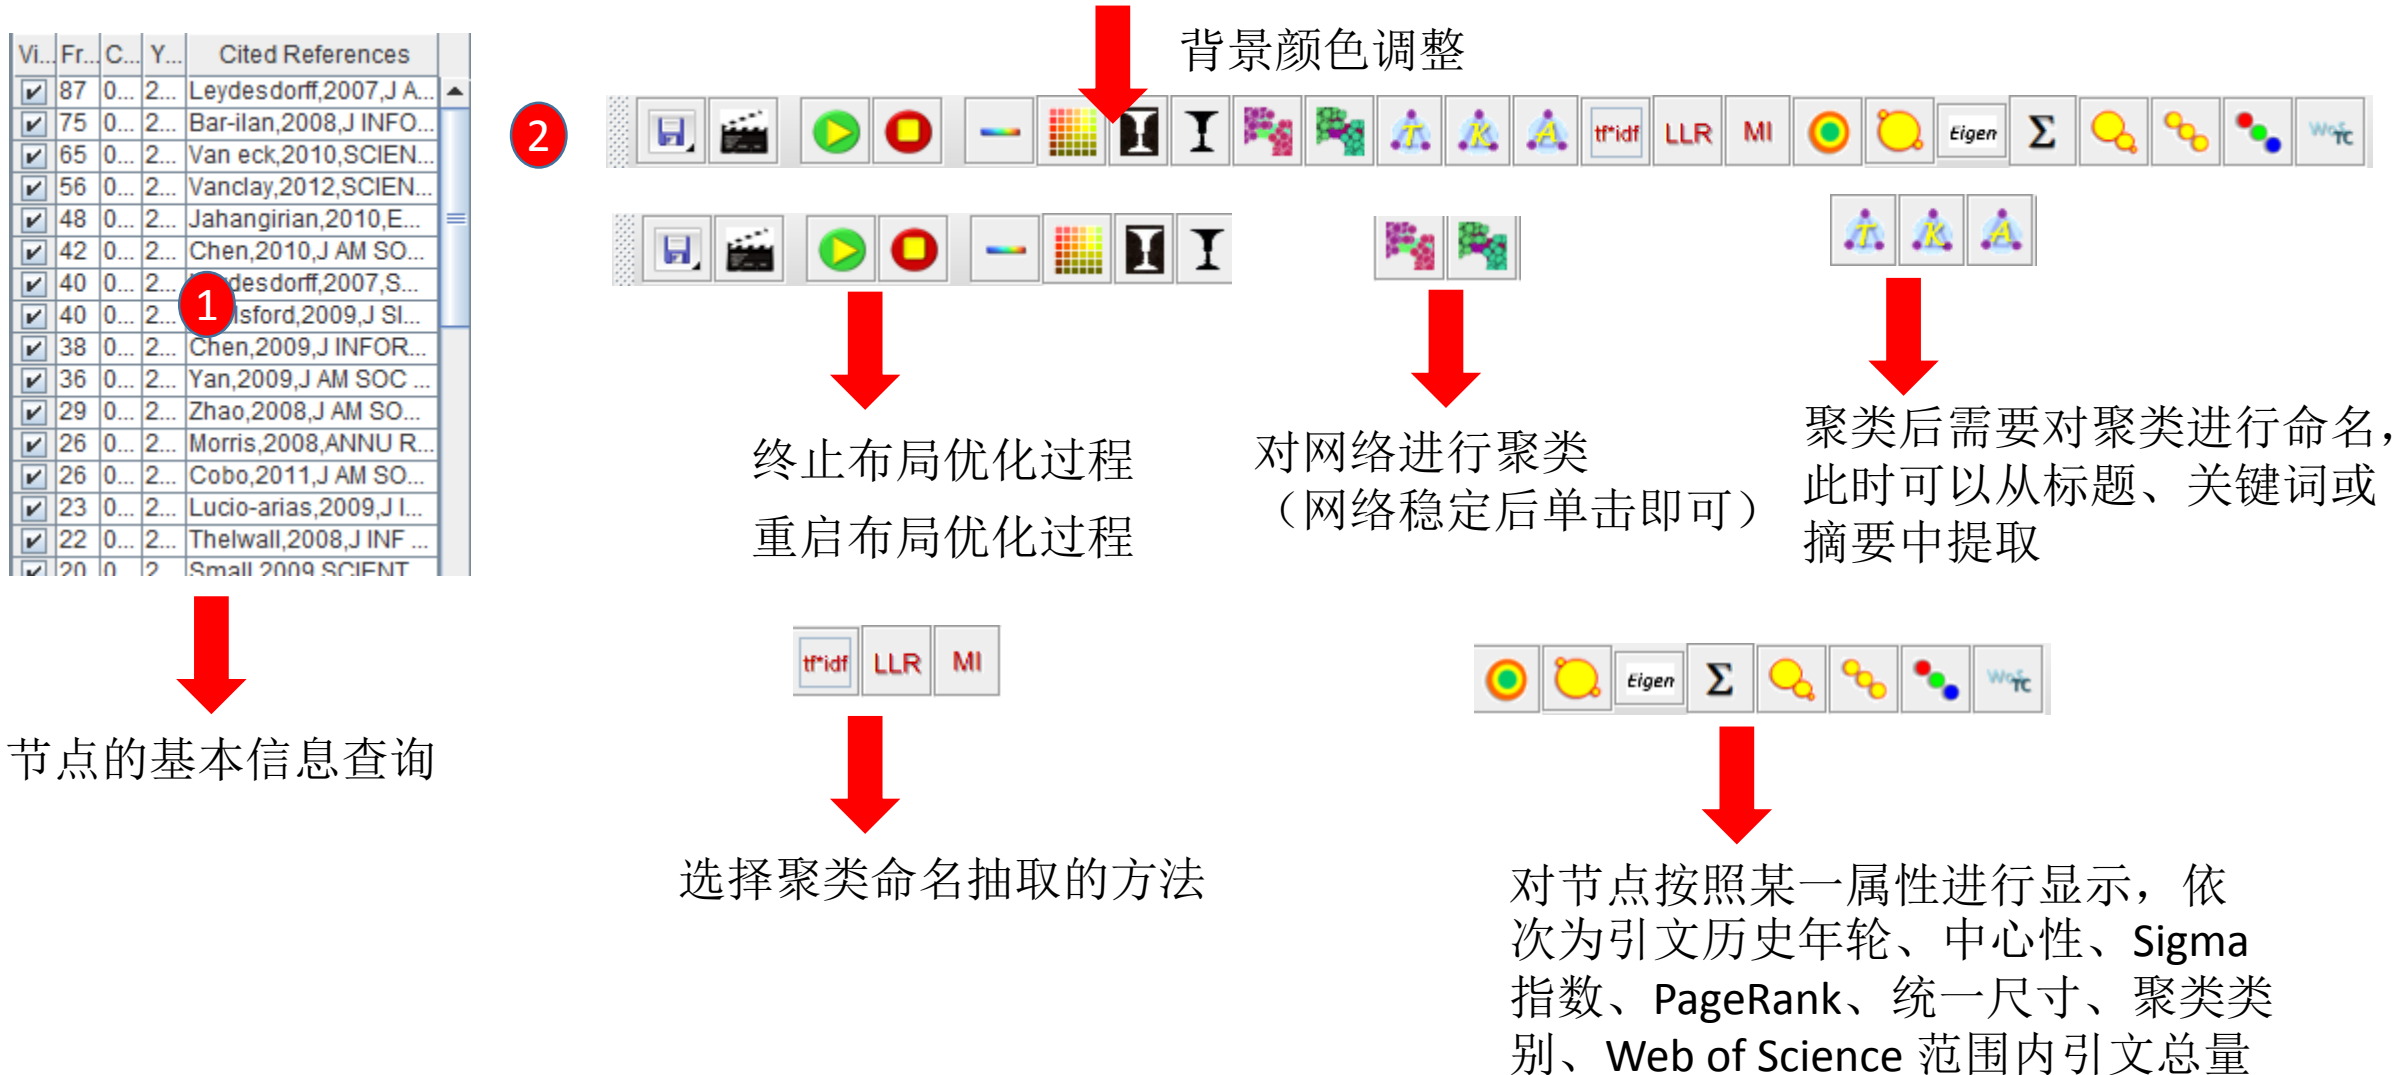 背景颜色调整
Vi... Fr... C... Y... Cited References
87 0... 2... Leydesdorff,2007,J A...
75 0... 2... Bar-ilan,2008,J INFO...
65 0... 2... Van eck,2010,SCIEN...
56 0... 2... Vanclay,2012,SCIEN...
48 0... 2... Jahangirian,2010,E...
42 0... 2... Chen,2010,J AM SO...
40 0... 2... desdorff,2007,S...
40 0... 2... lsford,2009,J SI...
38 0... 2... Chen,2009,J INFOR...
36 0... 2... Yan,2009,J AM SOC ...
29 0... 2... Zhao,2008,J AM SO...
26 0... 2... Morris,2008,ANNU R...
26 0... 2... Cobo,2011,J AM SO...
23 0... 2... Lucio-arias,2009,J I...
22 0... 2... Thelwall,2008,J INF ...
20 0 2 Small 2009 SCIENT
1
节点的基本信息查询
2
T K A tf*idf LLR MI Eigen Σ WoS TC
T K A
终止布局优化过程
重启布局优化过程
对网络进行聚类
（网络稳定后单击即可）
聚类后需要对聚类进行命名，
此时可以从标题、关键词或
摘要中提取
tf*idf LLR MI
选择聚类命名抽取的方法
Eigen Σ WoS TC
对节点按照某一属性进行显示，依
次为引文历史年轮、中心性、Sigma
指数、PageRank、统一尺寸、聚类类
别、Web of Science 范围内引文总量